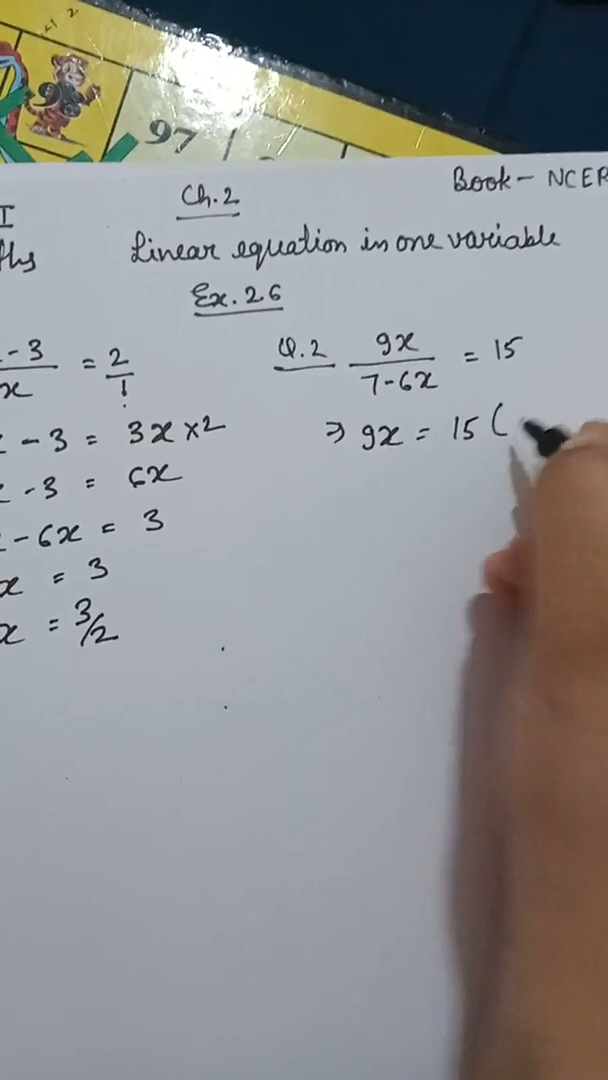 97
Ch.2
Book - NCER
I
ths
Linear equation in one variable
Ex. 2.6
- 3 / x = 2/1
- 3 = 3x × 2
- 3 = 6x
- 6x = 3
x = 3
x = 3/2
Q.2 9x / 7-6x = 15
⇒ 9x = 15 (